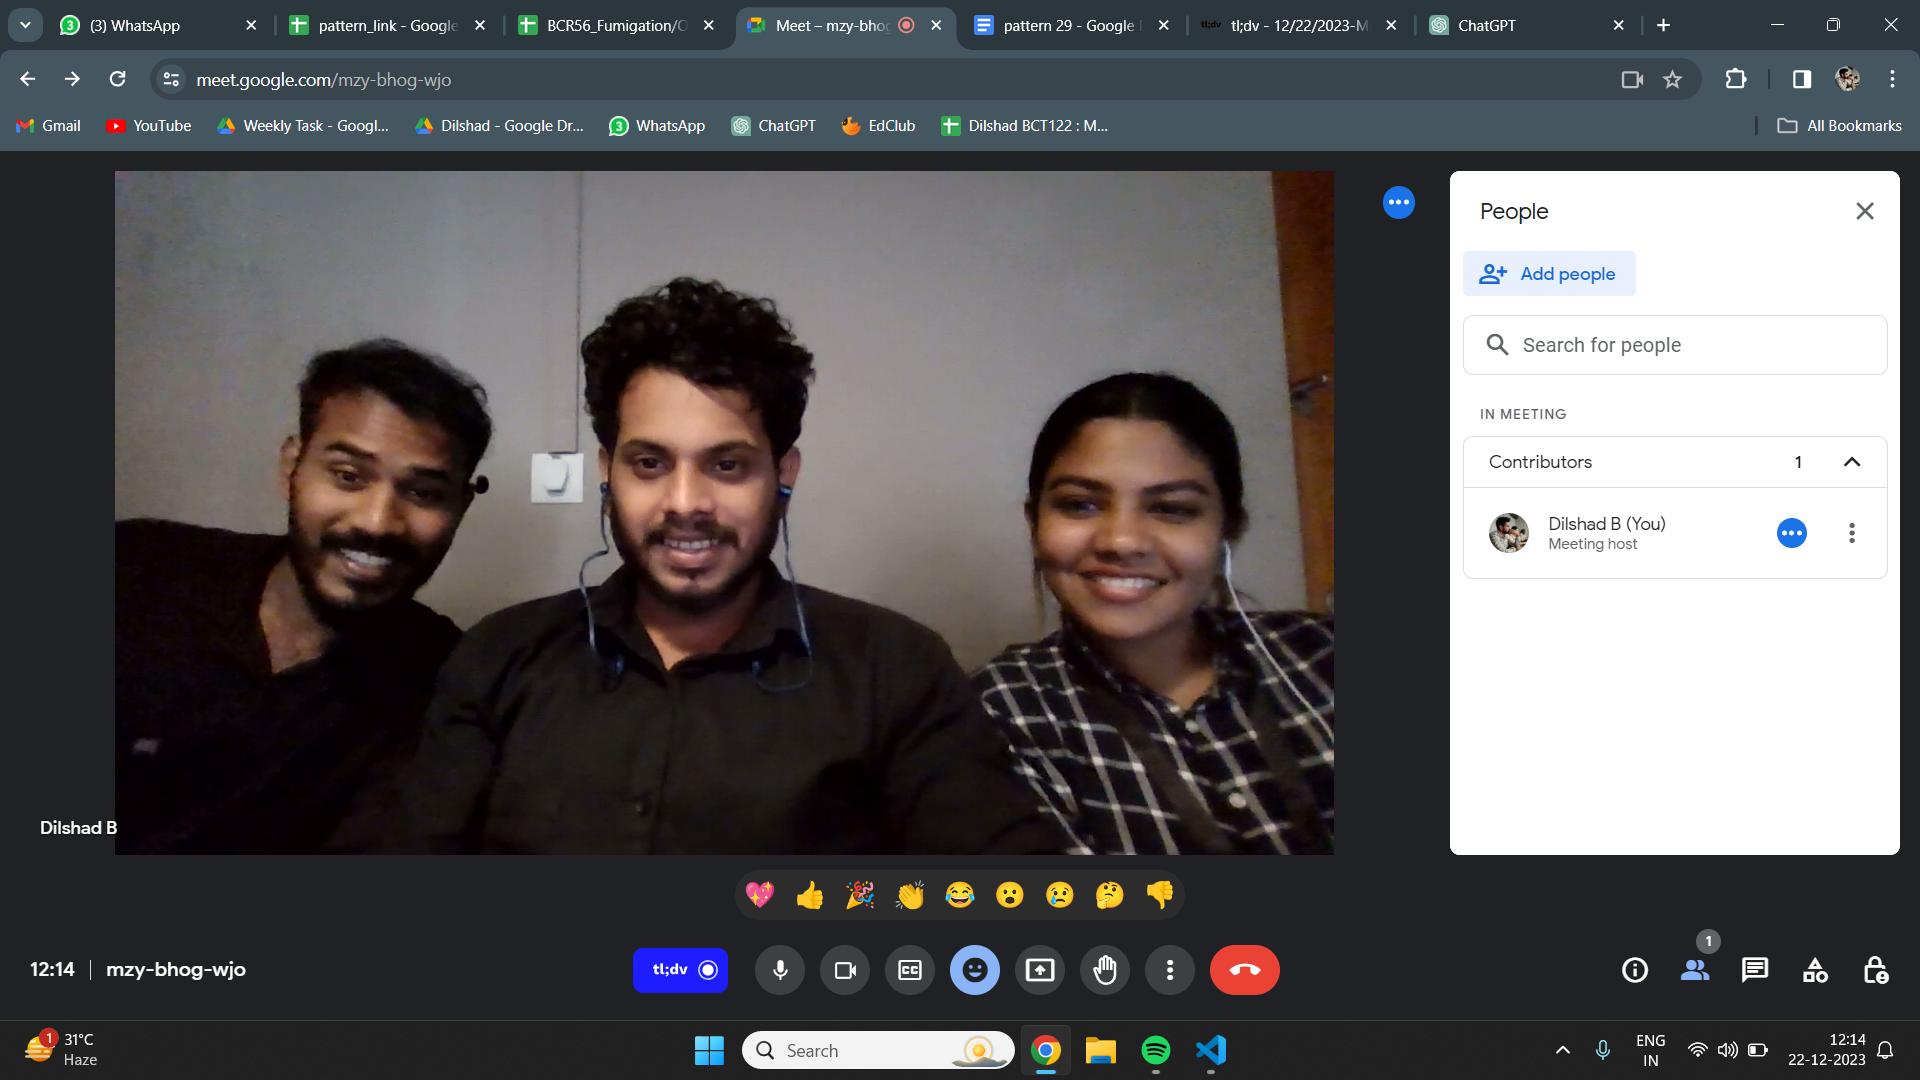 (3) WhatsApp
pattern_link - Google
BCR56_Fumigation/O
Meet – mzy-bhog
pattern 29 - Google
tl;dv - 12/22/2023-M
ChatGPT
meet.google.com/mzy-bhog-wjo
Gmail
YouTube
Weekly Task - Googl...
Dilshad - Google Dr...
WhatsApp
ChatGPT
EdClub
Dilshad BCT122 : M...
All Bookmarks
People
Add people
Search for people
IN MEETING
Contributors 1
Dilshad B (You)
Meeting host
Dilshad B
12:14 | mzy-bhog-wjo
tl;dv
CC
1
1
31°C
Haze
Search
ENG
IN
12:14
22-12-2023